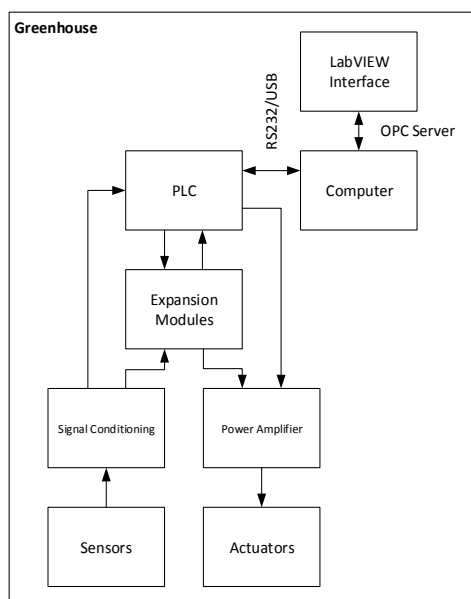 Greenhouse
LabVIEW
Interface
RS232/USB
OPC Server
PLC
Computer
Expansion
Modules
Signal Conditioning
Power Amplifier
Sensors
Actuators